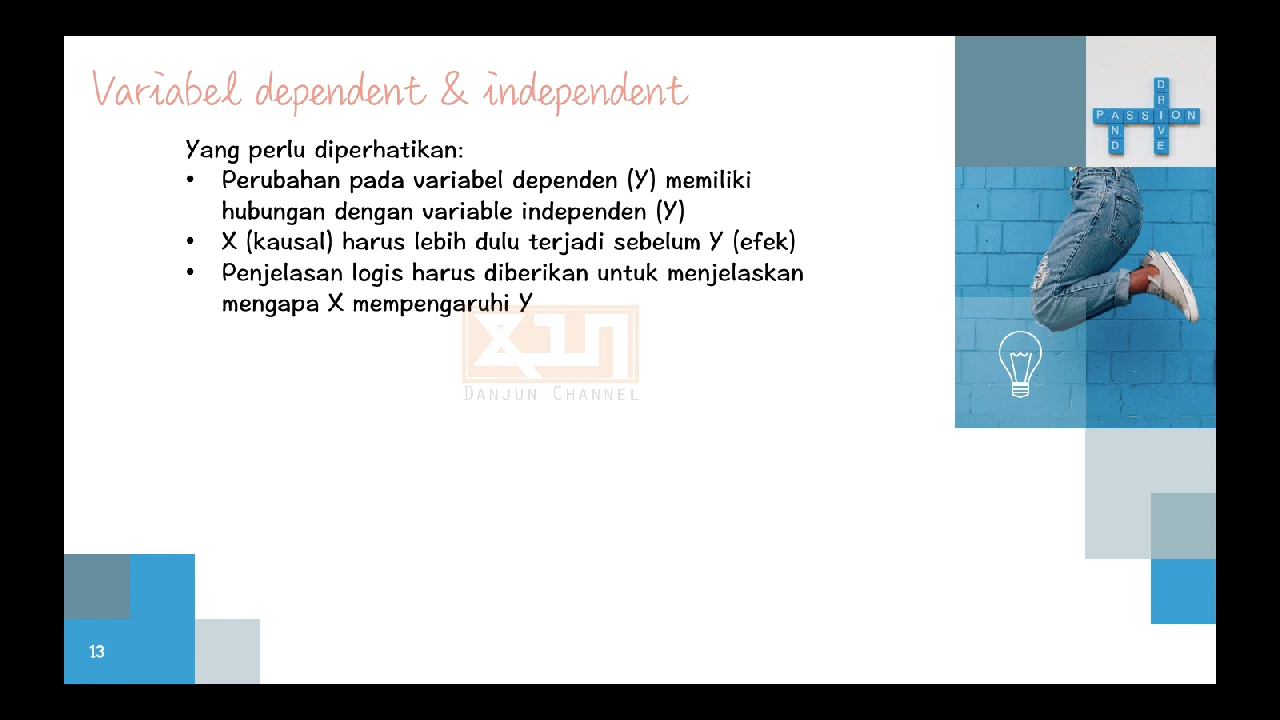 Variabel dependent & independent
Yang perlu diperhatikan:
• Perubahan pada variabel dependen (Y) memiliki
hubungan dengan variable independen (Y)
• X (kausal) harus lebih dulu terjadi sebelum Y (efek)
• Penjelasan logis harus diberikan untuk menjelaskan
mengapa X mempengaruhi Y
DANJUN CHANNEL
DRIVE
PASSION
AND
13